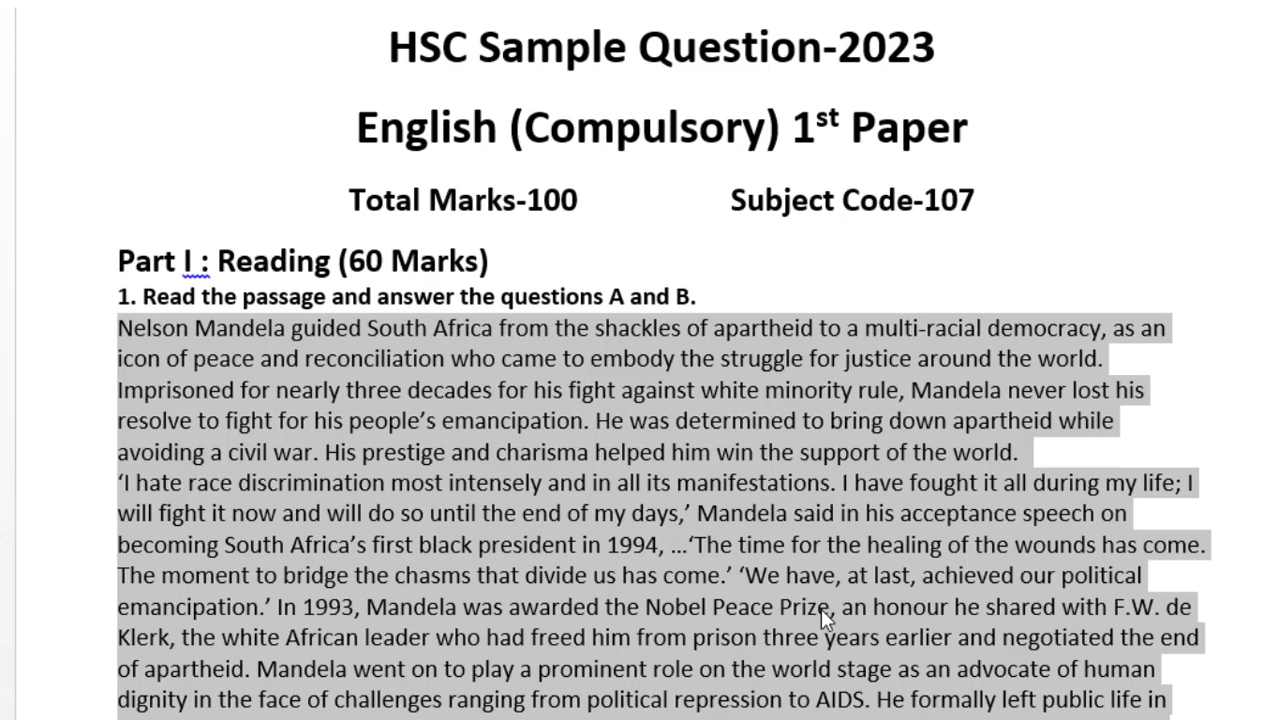 HSC Sample Question-2023
English (Compulsory) 1st Paper
Total Marks-100 Subject Code-107
Part I : Reading (60 Marks)
1. Read the passage and answer the questions A and B.
Nelson Mandela guided South Africa from the shackles of apartheid to a multi-racial democracy, as an
icon of peace and reconciliation who came to embody the struggle for justice around the world.
Imprisoned for nearly three decades for his fight against white minority rule, Mandela never lost his
resolve to fight for his people’s emancipation. He was determined to bring down apartheid while
avoiding a civil war. His prestige and charisma helped him win the support of the world.
‘I hate race discrimination most intensely and in all its manifestations. I have fought it all during my life; I
will fight it now and will do so until the end of my days,’ Mandela said in his acceptance speech on
becoming South Africa’s first black president in 1994, …‘The time for the healing of the wounds has come.
The moment to bridge the chasms that divide us has come.’ ‘We have, at last, achieved our political
emancipation.’ In 1993, Mandela was awarded the Nobel Peace Prize, an honour he shared with F.W. de
Klerk, the white African leader who had freed him from prison three years earlier and negotiated the end
of apartheid. Mandela went on to play a prominent role on the world stage as an advocate of human
dignity in the face of challenges ranging from political repression to AIDS. He formally left public life in